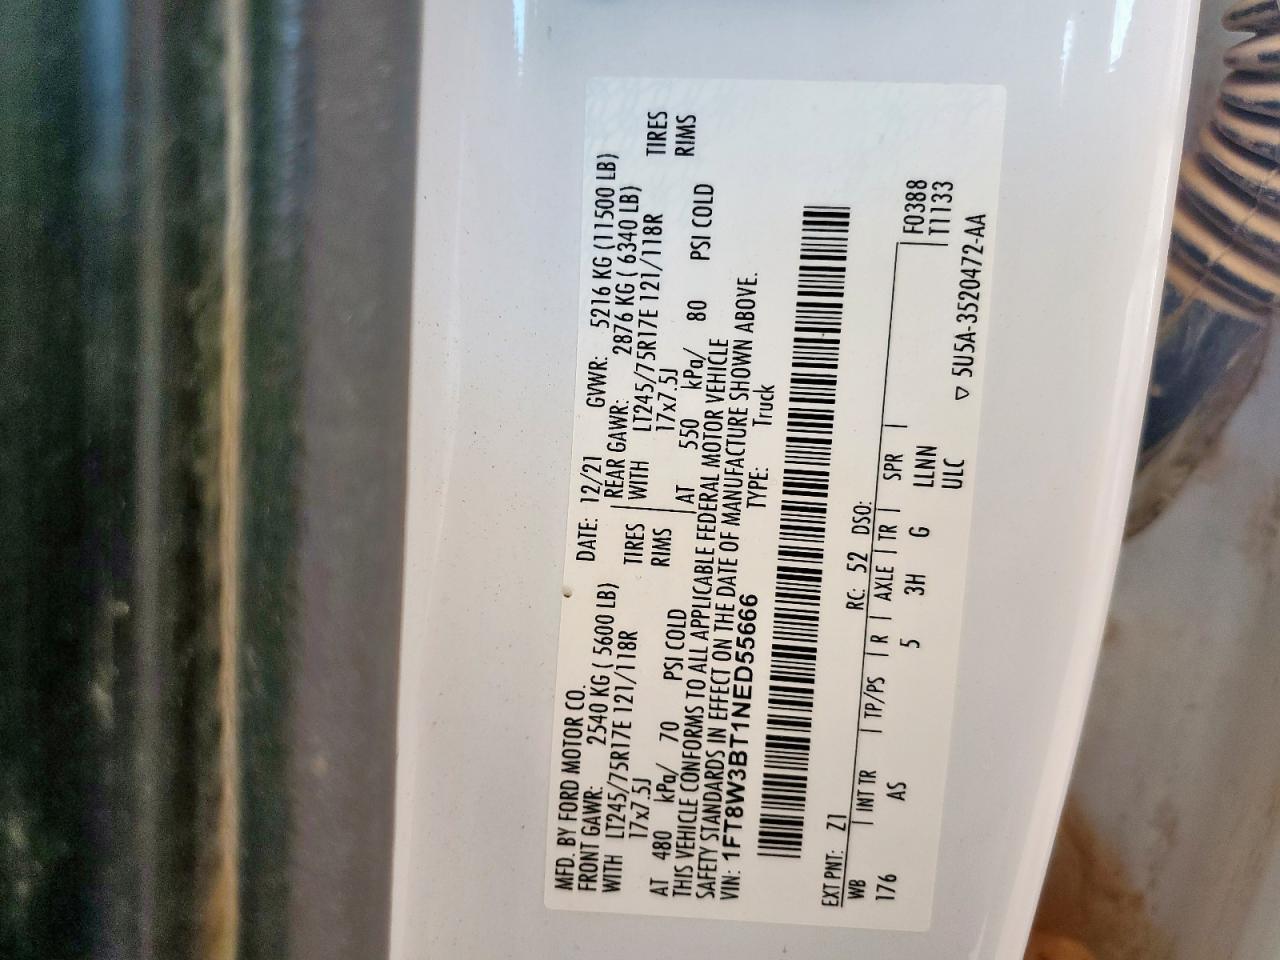 MFD. BY FORD MOTOR CO. DATE: 12/21 GVWR: 5216 KG (11500 LB)
FRONT GAWR: 2540 KG ( 5600 LB) REAR GAWR: 2876 KG ( 6340 LB)
WITH LT245/75R17E 121/118R TIRES WITH LT245/75R17E 121/118R TIRES
17x7.5J RIMS 17x7.5J RIMS
AT 480 kPa/ 70 PSI COLD AT 550 kPa/ 80 PSI COLD
THIS VEHICLE CONFORMS TO ALL APPLICABLE FEDERAL MOTOR VEHICLE
SAFETY STANDARDS IN EFFECT ON THE DATE OF MANUFACTURE SHOWN ABOVE.
VIN: 1FT8W3BT1NED55666 TYPE: Truck
EXT PNT: Z1 RC: 52 DSO:
WB INT TR TP/PS R AXLE TR SPR F0388
176 AS 5 3H G LLNN T1133
ULC
▽ 5U5A-3520472-AA